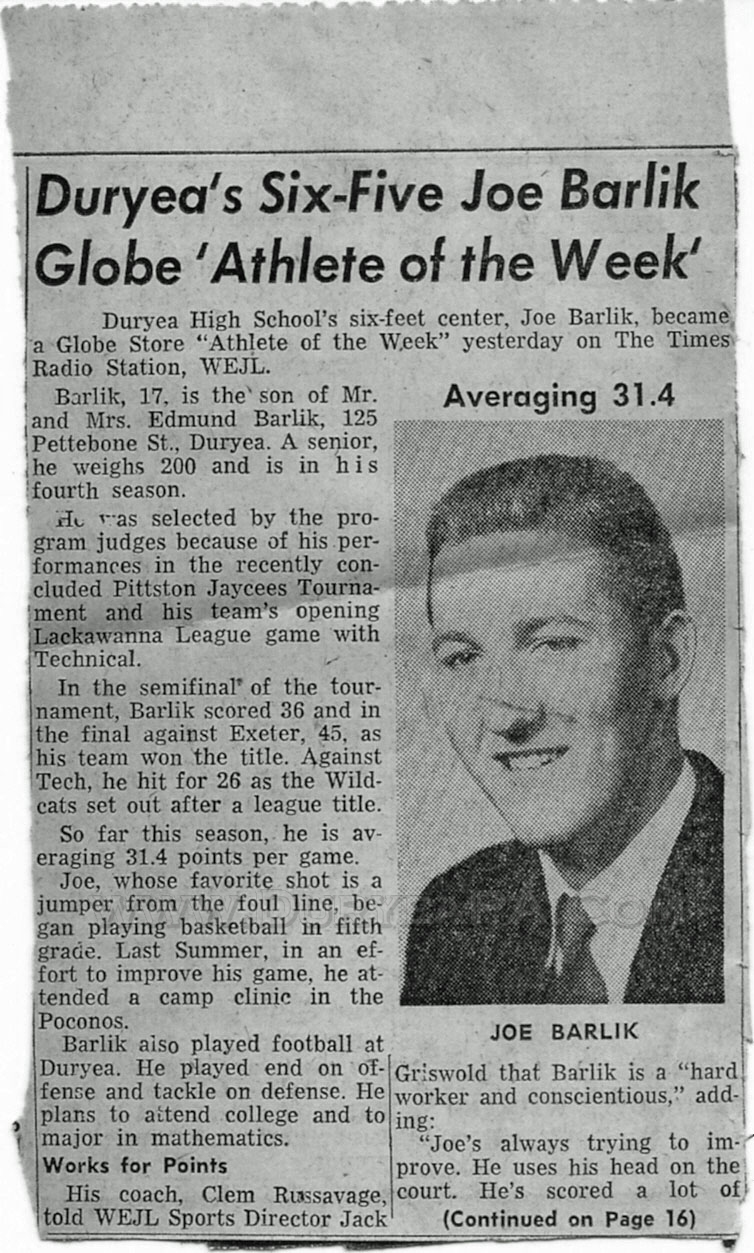 Duryea's Six-Five Joe Barlik
Globe 'Athlete of the Week'
Duryea High School's six-feet center, Joe Barlik, became
a Globe Store "Athlete of the Week" yesterday on The Times
Radio Station, WEJL.
Barlik, 17, is the son of Mr.
and Mrs. Edmund Barlik, 125
Pettebone St., Duryea. A senior,
he weighs 200 and is in his
fourth season.
He was selected by the pro-
gram judges because of his per-
formances in the recently con-
cluded Pittston Jaycees Tourna-
ment and his team's opening
Lackawanna League game with
Technical.
In the semifinal of the tour-
nament, Barlik scored 36 and in
the final against Exeter, 45, as
his team won the title. Against
Tech, he hit for 26 as the Wild-
cats set out after a league title.
So far this season, he is av-
eraging 31.4 points per game.
Joe, whose favorite shot is a
jumper from the foul line, be-
gan playing basketball in fifth
grade. Last Summer, in an ef-
fort to improve his game, he at-
tended a camp clinic in the
Poconos.
Barlik also played football at
Duryea. He played end on of-
fense and tackle on defense. He
plans to attend college and to
major in mathematics.
Works for Points
His coach, Clem Russavage,
told WEJL Sports Director Jack
Averaging 31.4
JOE BARLIK
Griswold that Barlik is a "hard
worker and conscientious," add-
ing:
"Joe's always trying to im-
prove. He uses his head on the
court. He's scored a lot of
(Continued on Page 16)